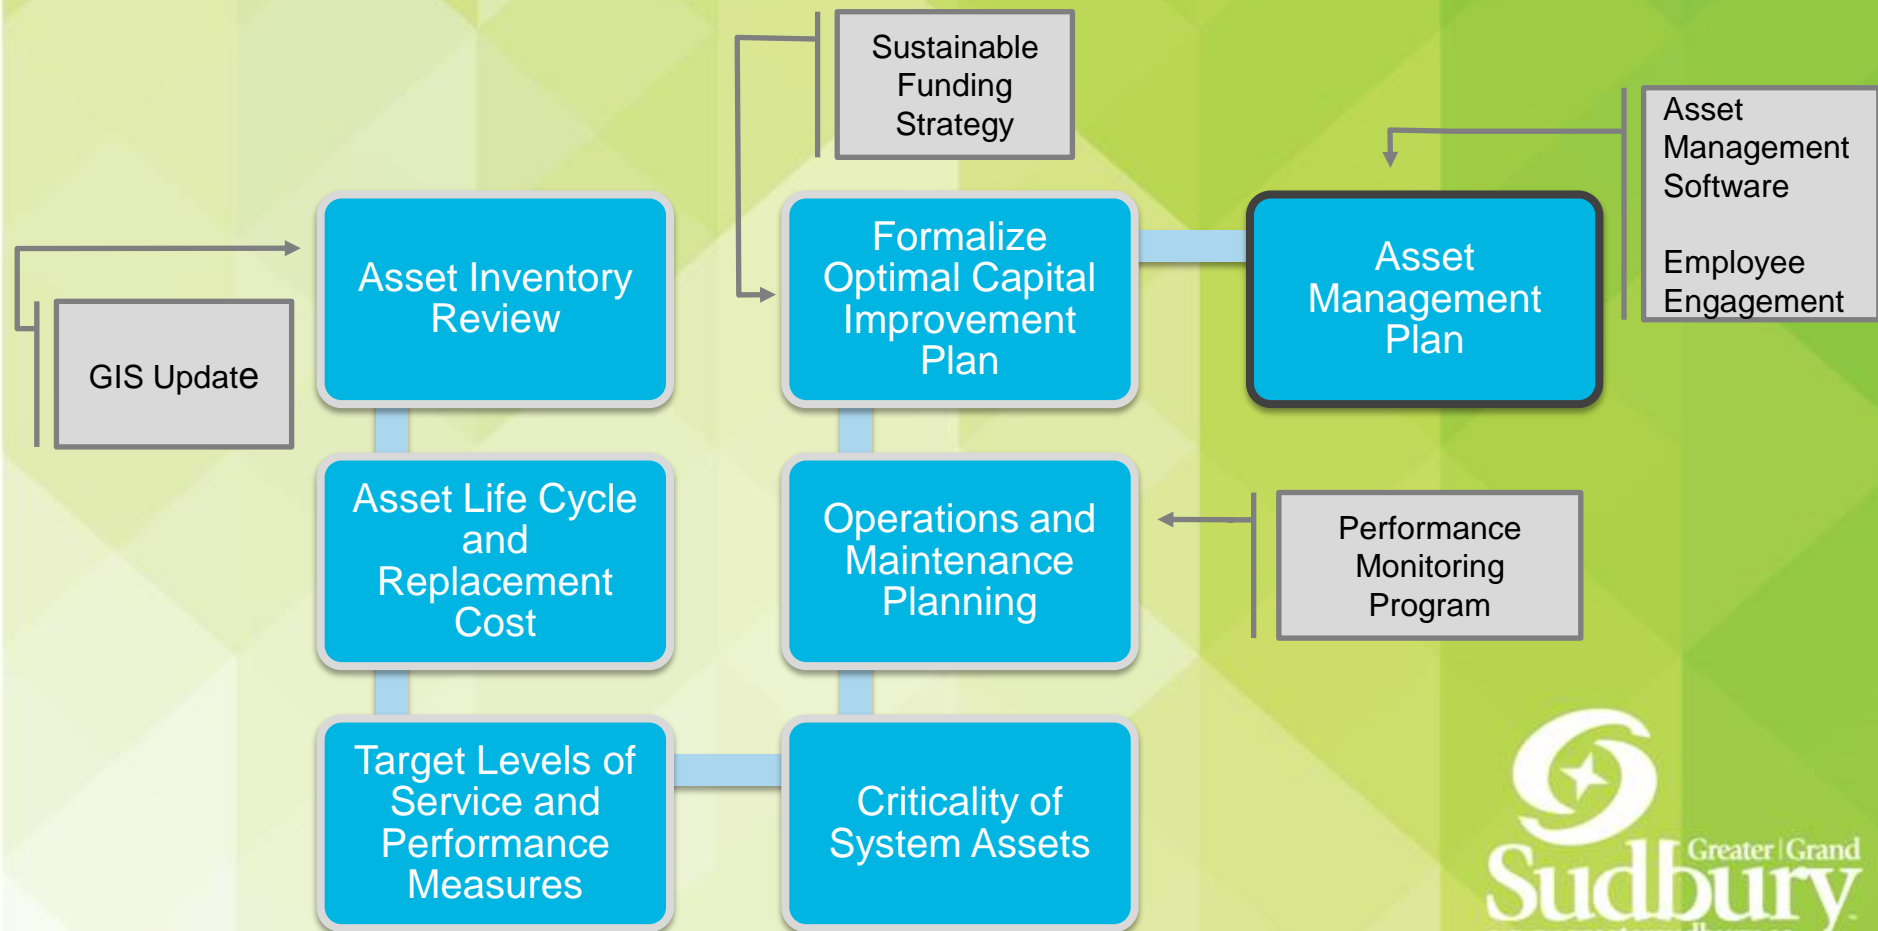 Sustainable
Funding
Strategy
Asset
Management
Software
Employee
Engagement
GIS Update
Asset Inventory
Review
Formalize
Optimal Capital
Improvement
Plan
Asset
Management
Plan
Asset Life Cycle
and
Replacement
Cost
Operations and
Maintenance
Planning
Performance
Monitoring
Program
Target Levels of
Service and
Performance
Measures
Criticality of
System Assets
Greater | Grand
Sudbury